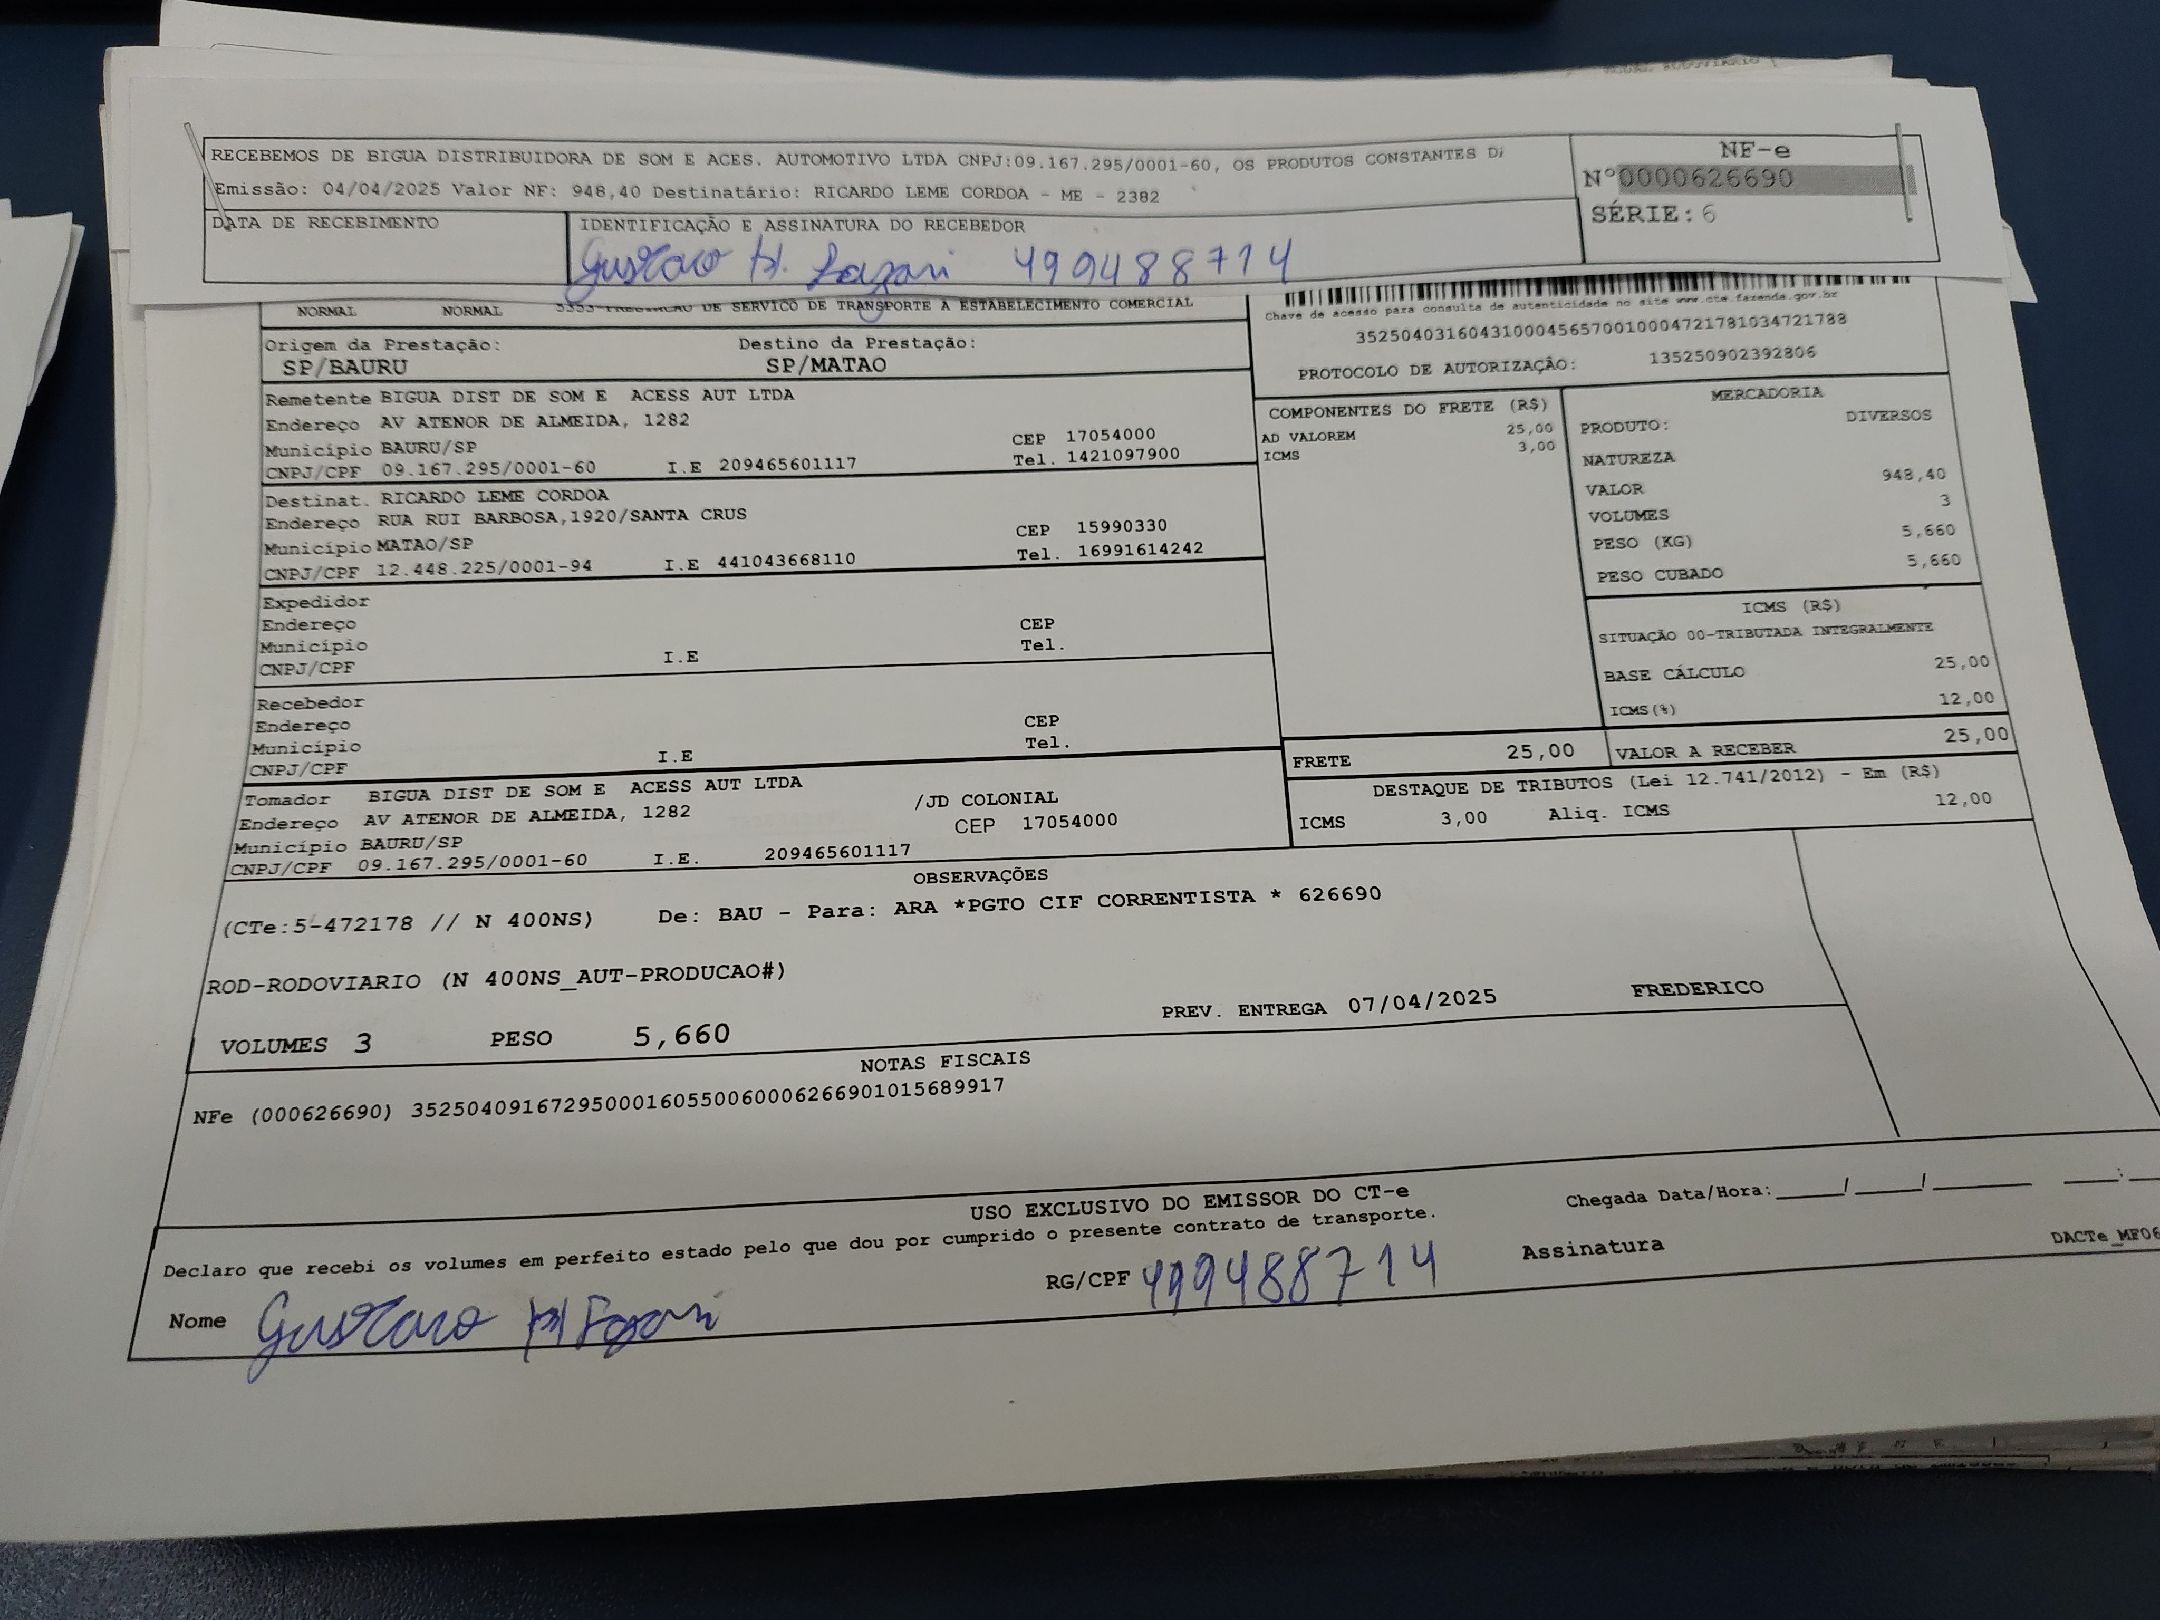 RECEBEMOS DE BIGUA DISTRIBUIDORA DE SOM E ACES. AUTOMOTIVO LTDA CNPJ:09.167.295/0001-60, OS PRODUTOS CONSTANTES
Emissão: 04/04/2025 Valor NF: 948,40 Destinatário: RICARDO LEME CORDOA - ME - 2382
NF-e
Nº0000626690
SÉRIE:6
DATA DE RECEBIMENTO
IDENTIFICAÇÃO E ASSINATURA DO RECEBEDOR
Gustavo H. 499488714
NORMAL NORMAL DE SERVICO DE TRANSPORTE A ESTABELECIMENTO COMERCIAL
Chave de acesso para consulta de autenticidade no site www.cte.fazenda.gov.br
35250403160431000456570010004721781034721788
PROTOCOLO DE AUTORIZAÇÃO: 135250902392806
Origem da Prestação: Destino da Prestação:
SP/BAURU SP/MATAO
Remetente BIGUA DIST DE SOM E ACESS AUT LTDA
Endereço AV ATENOR DE ALMEIDA, 1282
Município BAURU/SP CEP 17054000
CNPJ/CPF 09.167.295/0001-60 I.E 209465601117 Tel. 1421097900
Destinat. RICARDO LEME CORDOA
Endereço RUA RUI BARBOSA,1920/SANTA CRUS
Município MATAO/SP CEP 15990330
CNPJ/CPF 12.448.225/0001-94 I.E 441043668110 Tel. 16991614242
Expedidor
Endereço
Município CEP
CNPJ/CPF I.E Tel.
Recebedor
Endereço
Município CEP
CNPJ/CPF I.E Tel.
Tomador BIGUA DIST DE SOM E ACESS AUT LTDA
Endereço AV ATENOR DE ALMEIDA, 1282 /JD COLONIAL
Município BAURU/SP CEP 17054000
CNPJ/CPF 09.167.295/0001-60 I.E. 209465601117
COMPONENTES DO FRETE (R$)
AD VALOREM 25,00
ICMS 3,00
MERCADORIA
PRODUTO: DIVERSOS
NATUREZA
VALOR 948,40
VOLUMES 3
PESO (KG) 5,660
PESO CUBADO 5,660
ICMS (R$)
SITUAÇÃO 00-TRIBUTADA INTEGRALMENTE
BASE CÁLCULO 25,00
ICMS(%) 12,00
FRETE 25,00 VALOR A RECEBER 25,00
DESTAQUE DE TRIBUTOS (Lei 12.741/2012) - Em (R$)
ICMS 3,00 Aliq. ICMS 12,00
OBSERVAÇÕES
(CTe:5-472178 // N 400NS) De: BAU - Para: ARA *PGTO CIF CORRENTISTA * 626690
ROD-RODOVIARIO (N 400NS_AUT-PRODUCAO#)
VOLUMES 3 PESO 5,660 PREV. ENTREGA 07/04/2025 FREDERICO
NOTAS FISCAIS
NFe (000626690) 35250409167295000160550060006266901015689917
USO EXCLUSIVO DO EMISSOR DO CT-e
Declaro que recebi os volumes em perfeito estado pelo que dou por cumprido o presente contrato de transporte.
Chegada Data/Hora:____/____/______ ___:
Nome Gustavo H RG/CPF 499488714 Assinatura
DACTe_MF06